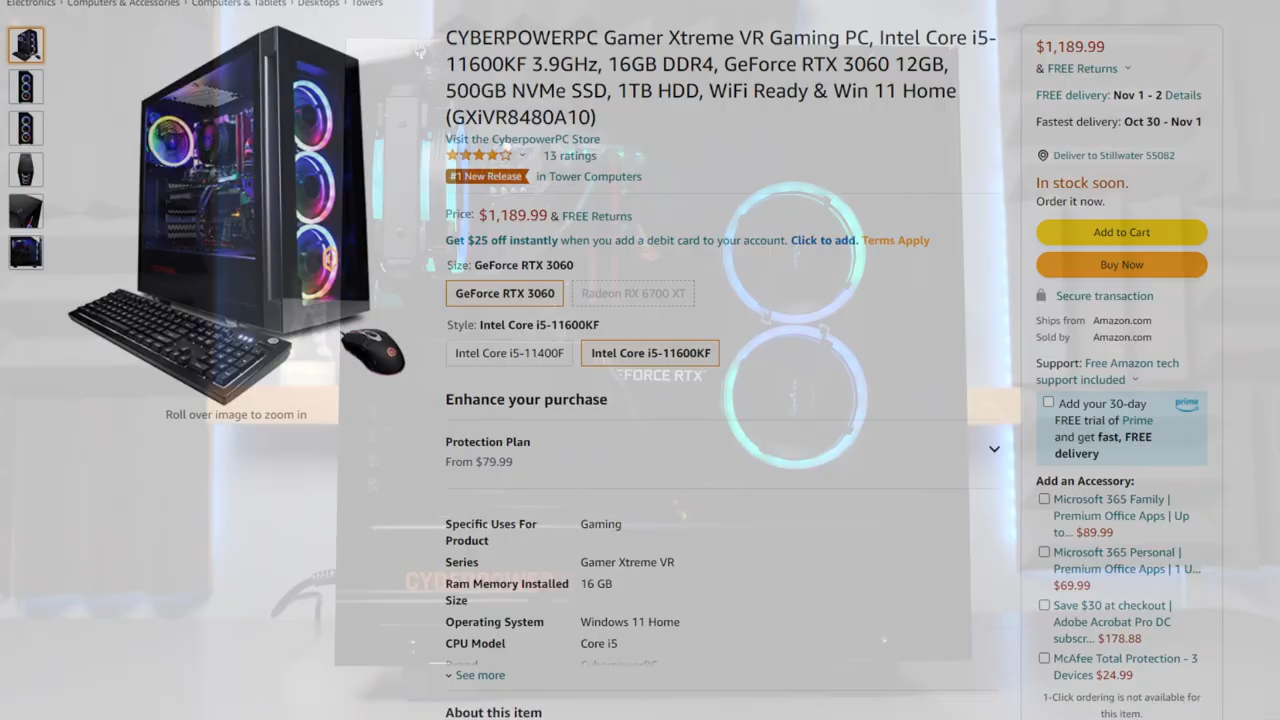 Electronics › Computers & Accessories › Computers & Tablets › Desktops › Towers
CYBERPOWERPC Gamer Xtreme VR Gaming PC, Intel Core i5-
11600KF 3.9GHz, 16GB DDR4, GeForce RTX 3060 12GB,
500GB NVMe SSD, 1TB HDD, WiFi Ready & Win 11 Home
(GXiVR8480A10)
Visit the CyberpowerPC Store
13 ratings
#1 New Release in Tower Computers
Price: $1,189.99 & FREE Returns
Get $25 off instantly when you add a debit card to your account. Click to add. Terms Apply
Size: GeForce RTX 3060
GeForce RTX 3060
Radeon RX 6700 XT
Style: Intel Core i5-11600KF
Intel Core i5-11400F
Intel Core i5-11600KF
FORCE RTX
Enhance your purchase
Roll over image to zoom in
Protection Plan
From $79.99
Specific Uses For Product Gaming
Series Gamer Xtreme VR
Ram Memory Installed Size 16 GB
Operating System Windows 11 Home
CPU Model Core i5
Brand CyberpowerPC
See more
About this item
$1,189.99
& FREE Returns
FREE delivery: Nov 1 - 2 Details
Fastest delivery: Oct 30 - Nov 1
Deliver to Stillwater 55082
In stock soon.
Order it now.
Add to Cart
Buy Now
Secure transaction
Ships from Amazon.com
Sold by Amazon.com
Support: Free Amazon tech
support included
Add your 30-day
FREE trial of Prime
and get fast, FREE
delivery
prime
Add an Accessory:
Microsoft 365 Family |
Premium Office Apps | Up
to... $89.99
Microsoft 365 Personal |
Premium Office Apps | 1 U...
$69.99
Save $30 at checkout |
Adobe Acrobat Pro DC
subscr... $178.88
McAfee Total Protection - 3
Devices $24.99
1-Click ordering is not available for
this item.